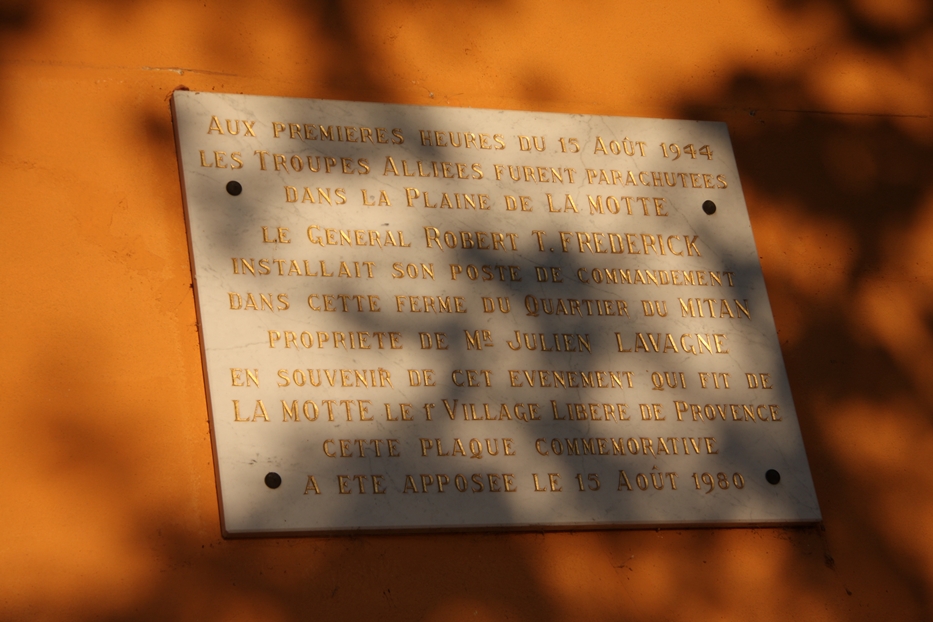 AUX PREMIERES HEURES DU 15 AOÛT 1944
LES TROUPES ALLIEES FURENT PARACHUTEES
DANS LA PLAINE DE LA MOTTE
LE GENERAL ROBERT T. FREDERICK
INSTALLAIT SON POSTE DE COMMANDEMENT
DANS CETTE FERME DU QUARTIER DU MITAN
PROPRIETE DE MR JULIEN LAVAGNE
EN SOUVENIR DE CET EVENEMENT QUI FIT DE
LA MOTTE LE 1r VILLAGE LIBERE DE PROVENCE
CETTE PLAQUE COMMEMORATIVE
A ETE APPOSEE LE 15 AOÛT 1980